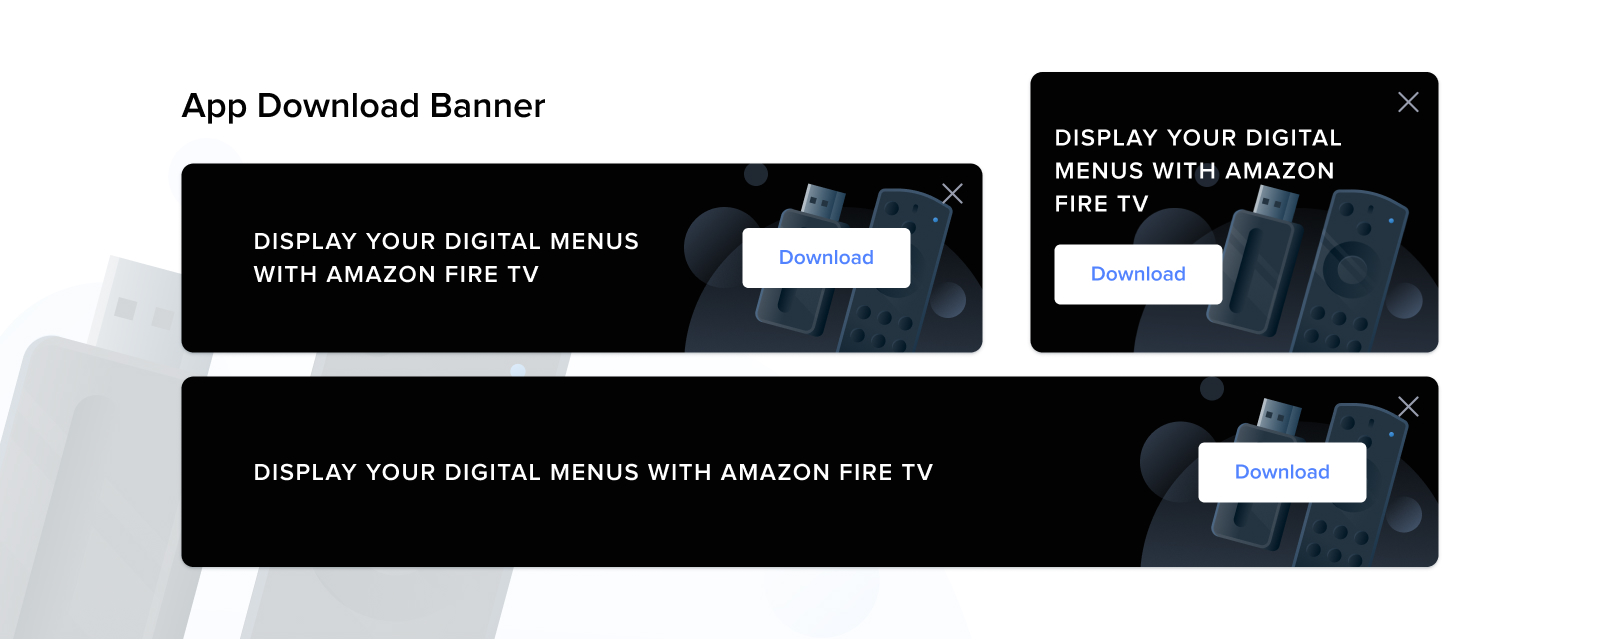 App Download Banner
DISPLAY YOUR DIGITAL MENUS
WITH AMAZON FIRE TV
Download
DISPLAY YOUR DIGITAL
MENUS WITH AMAZON
FIRE TV
Download
DISPLAY YOUR DIGITAL MENUS WITH AMAZON FIRE TV
Download